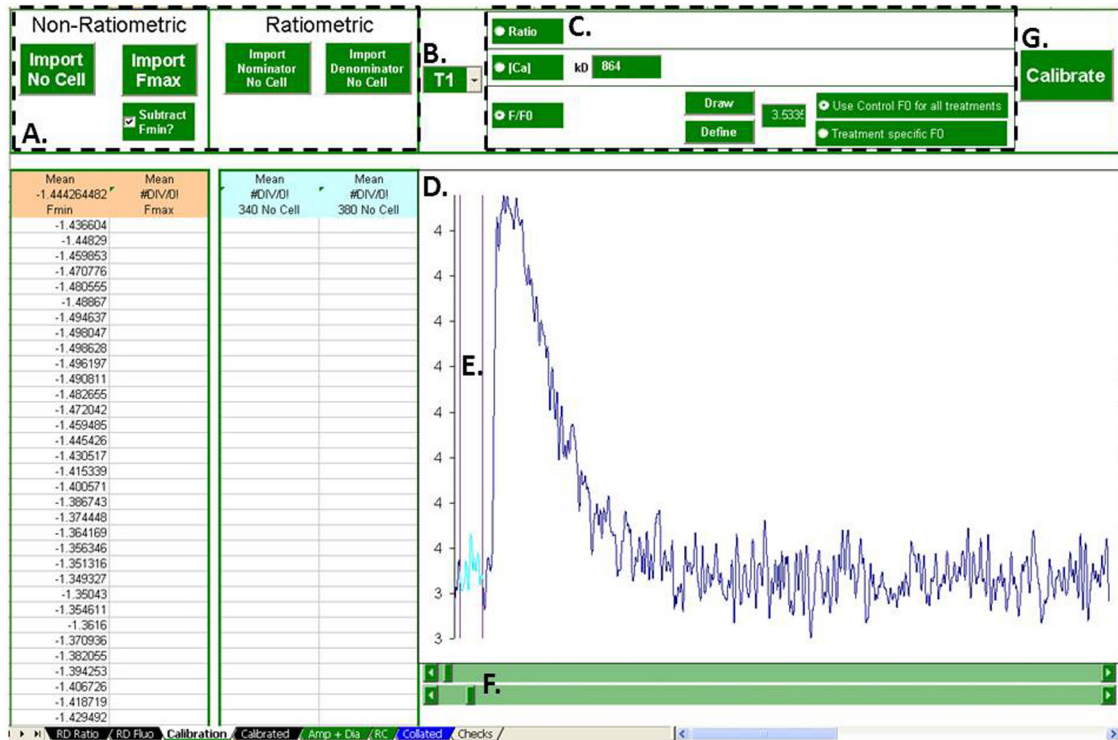 Non-Ratiometric
Ratiometric
Import No Cell
Import Fmax
Subtract Fmin?
A.
Import Nominator No Cell
Import Denominator No Cell
B.
T1
C.
Ratio
[Ca]
kD
864
F/F0
Draw
Define
3.5335
Use Control F0 for all treatments
Treatment specific F0
G.
Calibrate
Mean Mean Mean Mean
-1.444264482 #DIV/0! #DIV/0! #DIV/0!
Fmin Fmax 340 No Cell 380 No Cell
-1.436604
-1.44829
-1.459853
-1.470776
-1.480555
-1.48867
-1.494637
-1.498047
-1.498628
-1.496197
-1.490811
-1.482655
-1.472042
-1.459485
-1.445426
-1.430517
-1.415339
-1.400571
-1.386743
-1.374448
-1.364169
-1.356346
-1.351316
-1.349327
-1.35043
-1.354611
-1.3616
-1.370936
-1.382055
-1.394253
-1.406726
-1.418719
-1.429492
D.
4
4
4
4
4
4
4
4
3
3
E.
F.
RD Ratio RD Fluo Calibration Calibrated Amp + Dia RC Collated Checks